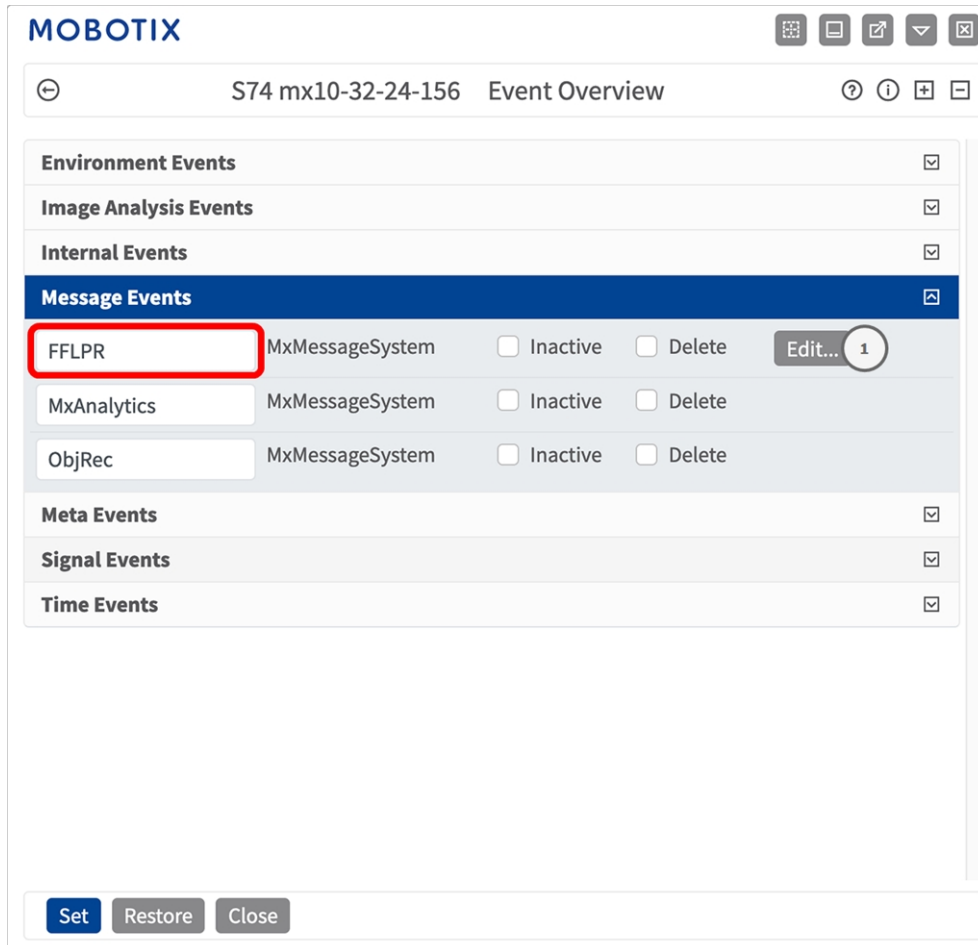 MOBOTIX
S74 mx10-32-24-156 Event Overview
Environment Events
Image Analysis Events
Internal Events
Message Events
FFLPR MxMessageSystem Inactive Delete Edit... 1
MxAnalytics MxMessageSystem Inactive Delete
ObjRec MxMessageSystem Inactive Delete
Meta Events
Signal Events
Time Events
Set Restore Close